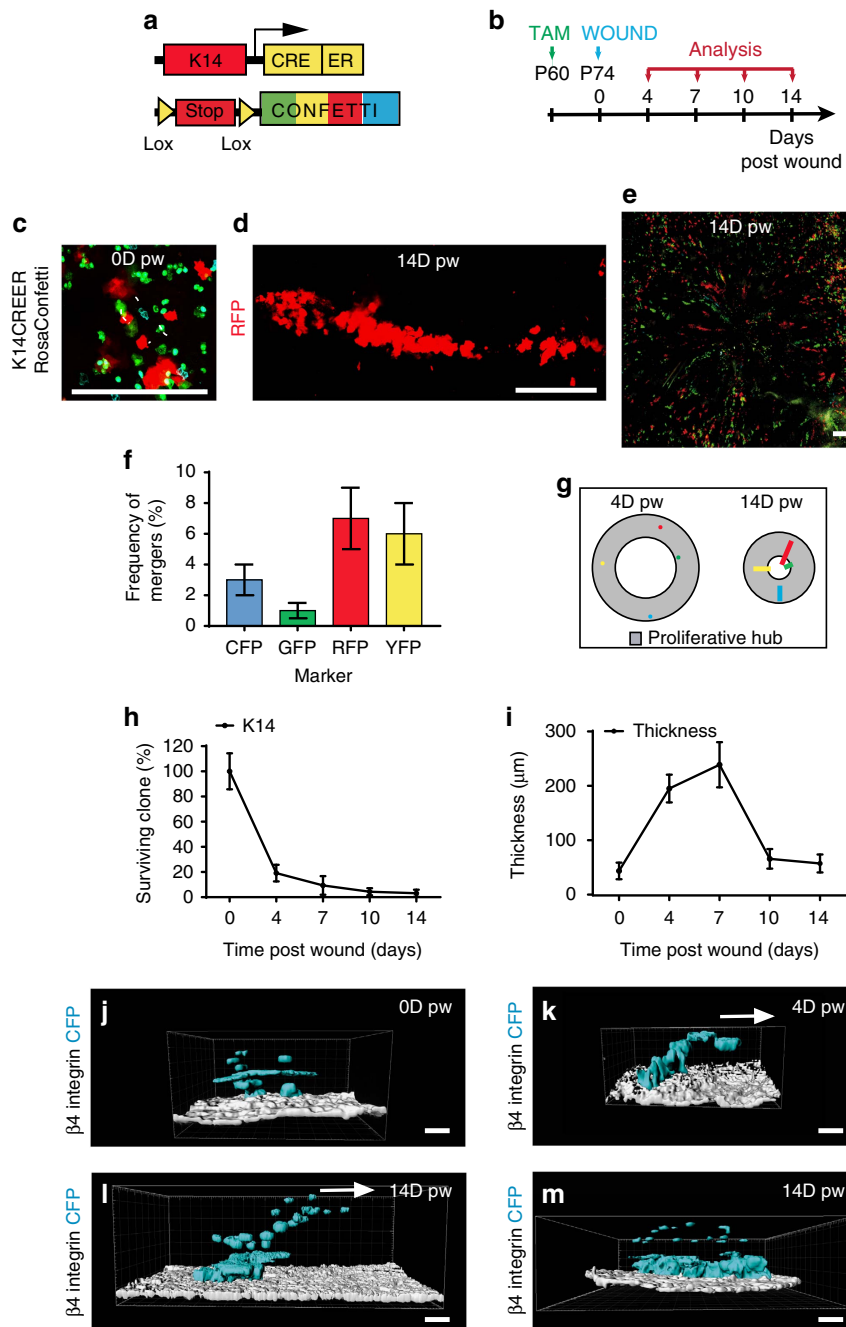 a
K14
CRE ER
Stop
CONFETTI
Lox Lox
b
TAM WOUND
Analysis
P60 P74
0 4 7 10 14
Days
post wound
c
K14CREER
RosaConfetti
0D pw
d
RFP
14D pw
e
14D pw
f
Frequency of
mergers (%)
10
8
6
4
2
0
CFP GFP RFP YFP
Marker
g
4D pw 14D pw
Proliferative hub
h
K14
Surviving clone (%)
120
100
80
60
40
20
0
0 4 7 10 14
Time post wound (days)
i
Thickness
Thickness (μm)
300
200
100
0
0 4 7 10 14
Time post wound (days)
β4 integrin CFP
j
0D pw
β4 integrin CFP
k
4D pw
β4 integrin CFP
l
14D pw
β4 integrin CFP
m
14D pw